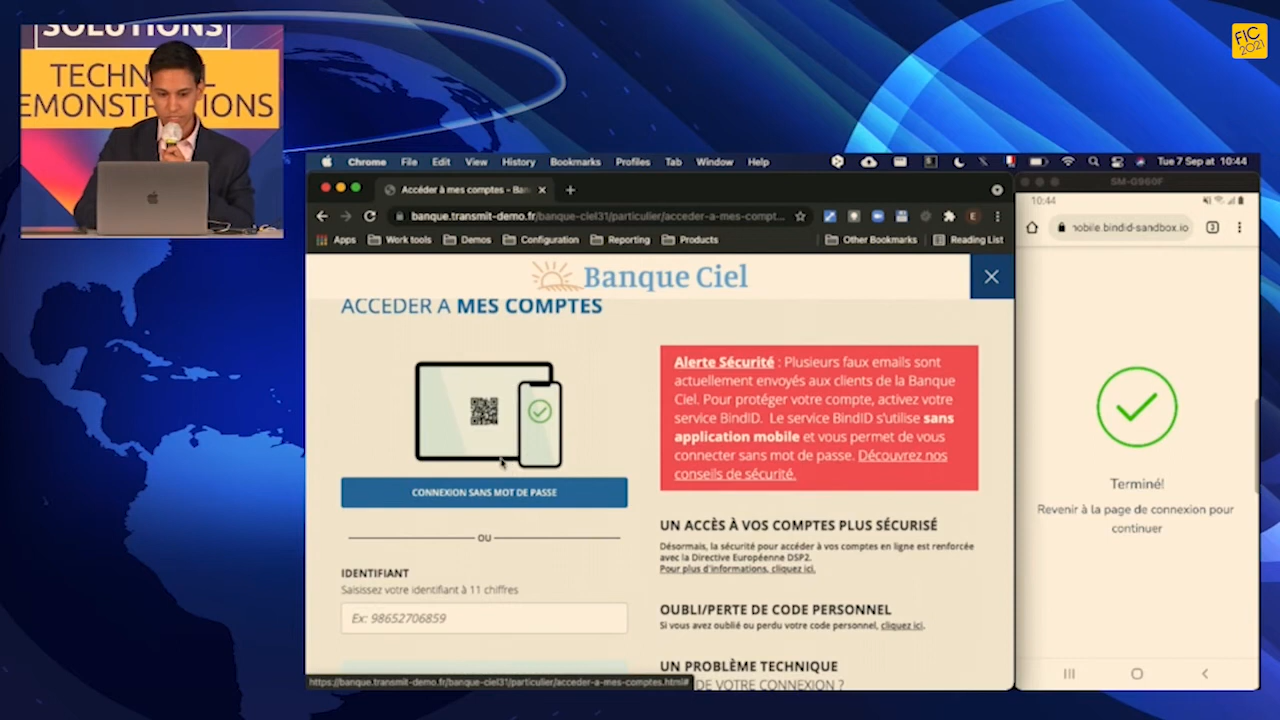 SOLUTIONS
TECHN L
EMONSTRATIONS
FIC
2021
Chrome File Edit View History Bookmarks Profiles Tab Window Help
Tue 7 Sep at 10:44
Accéder à mes comptes - Ban
banque.transmit-demo.fr/banque-ciel31/particulier/acceder-a-mes-compt...
E
Apps Work tools Demos Configuration Reporting Products Other Bookmarks Reading List
Banque Ciel
ACCEDER A MES COMPTES
CONNEXION SANS MOT DE PASSE
OU
IDENTIFIANT
Saisissez votre identifiant à 11 chiffres
Ex: 98652706859
https://banque.transmit-demo.fr/banque-ciel31/particulier/acceder-a-mes-comptes.html#
Alerte Sécurité : Plusieurs faux emails sont
actuellement envoyés aux clients de la Banque
Ciel. Pour protéger votre compte, activez votre
service BindID. Le service BindID s'utilise sans
application mobile et vous permet de vous
connecter sans mot de passe. Découvrez nos
conseils de sécurité.
UN ACCÈS À VOS COMPTES PLUS SÉCURISÉ
Désormais, la sécurité pour accéder à vos comptes en ligne est renforcée
avec la Directive Européenne DSP2.
Pour plus d'informations, cliquez ici.
OUBLI/PERTE DE CODE PERSONNEL
Si vous avez oublié ou perdu votre code personnel, cliquez ici.
UN PROBLÈME TECHNIQUE
DE VOTRE CONNEXION ?
SM-G960F
10:44
mobile.bindid-sandbox.io
3
Terminé!
Revenir à la page de connexion pour
continuer